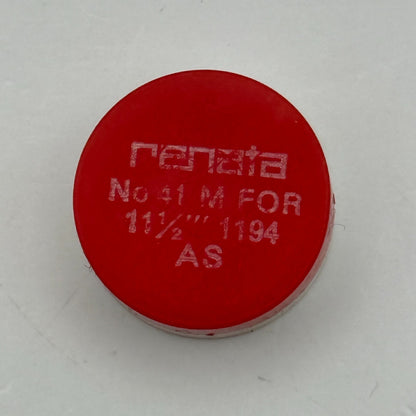 renata
No 41 M FOR
11½''' 1194
AS